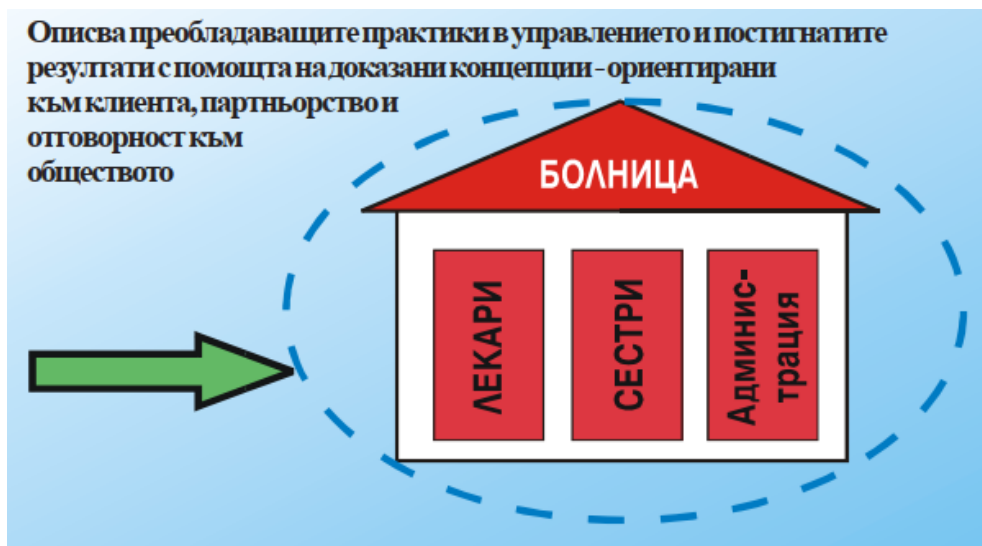 Описва преобладаващите практики в управлението и постигнатите
резултати с помощта на доказани концепции - ориентирани
към клиента, партньорство и
отговорност към
обществото
БОЛНИЦА
ЛЕКАРИ
СЕСТРИ
Админис-
трация